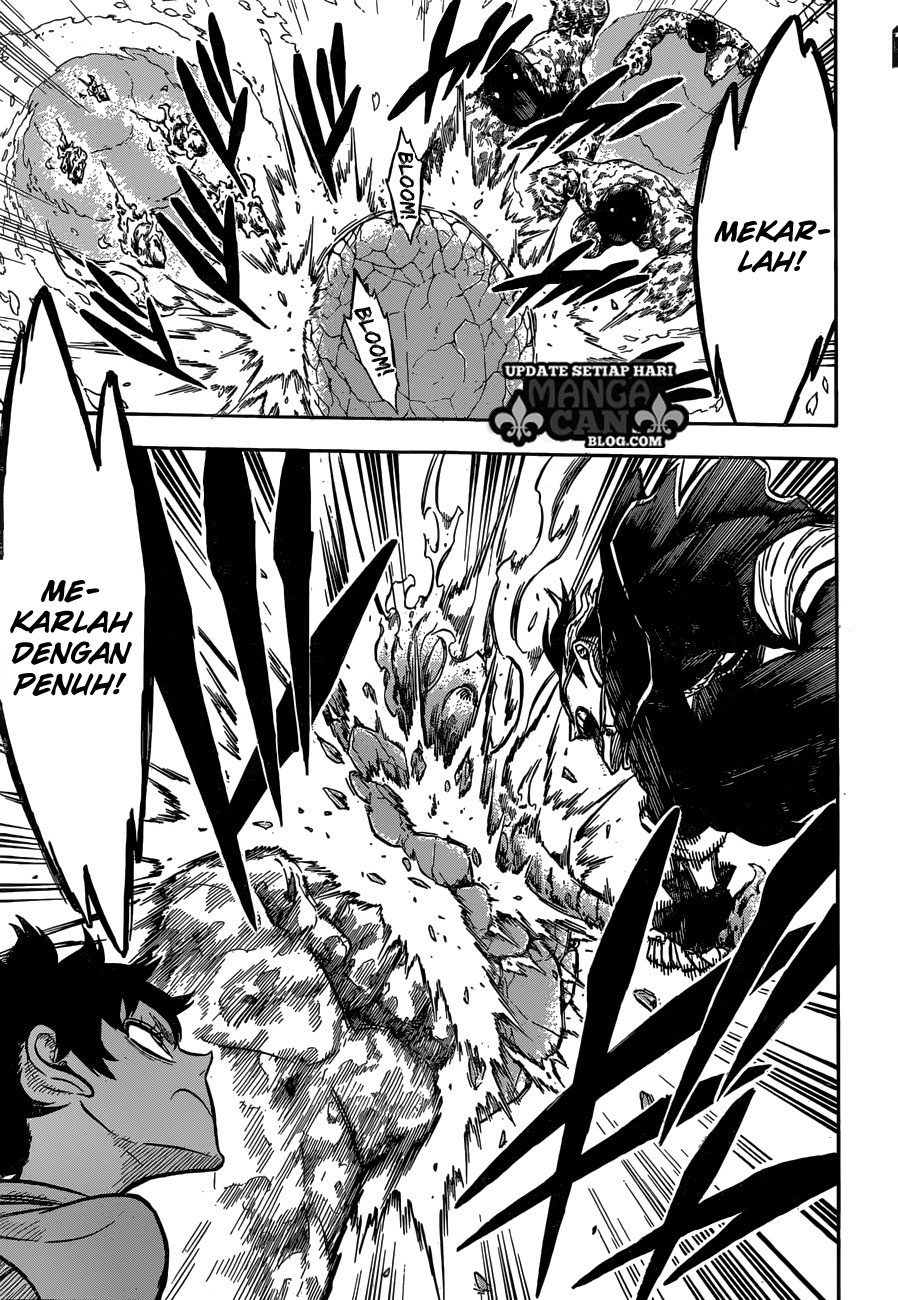 MEKAR-
LAH!
BLOOM!
BLOOM!
UPDATE SETIAP HARI
MANGA
CAN
BLOG.COM
ME-
KARLAH
DENGAN
PENUH!